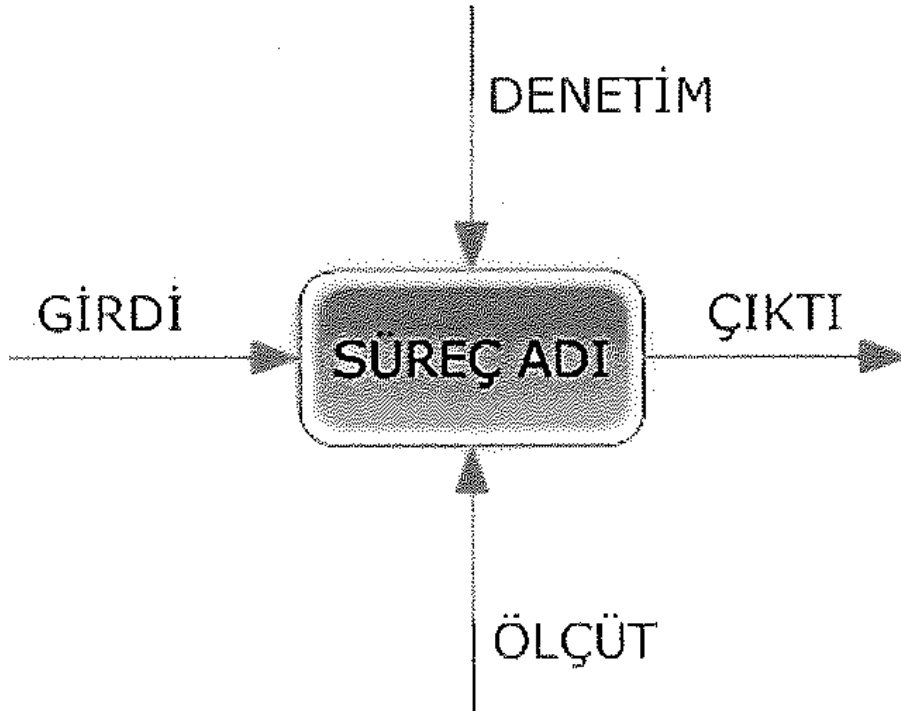 DENETİM
GİRDİ
SÜREÇ ADI
ÇIKTI
ÖLÇÜT